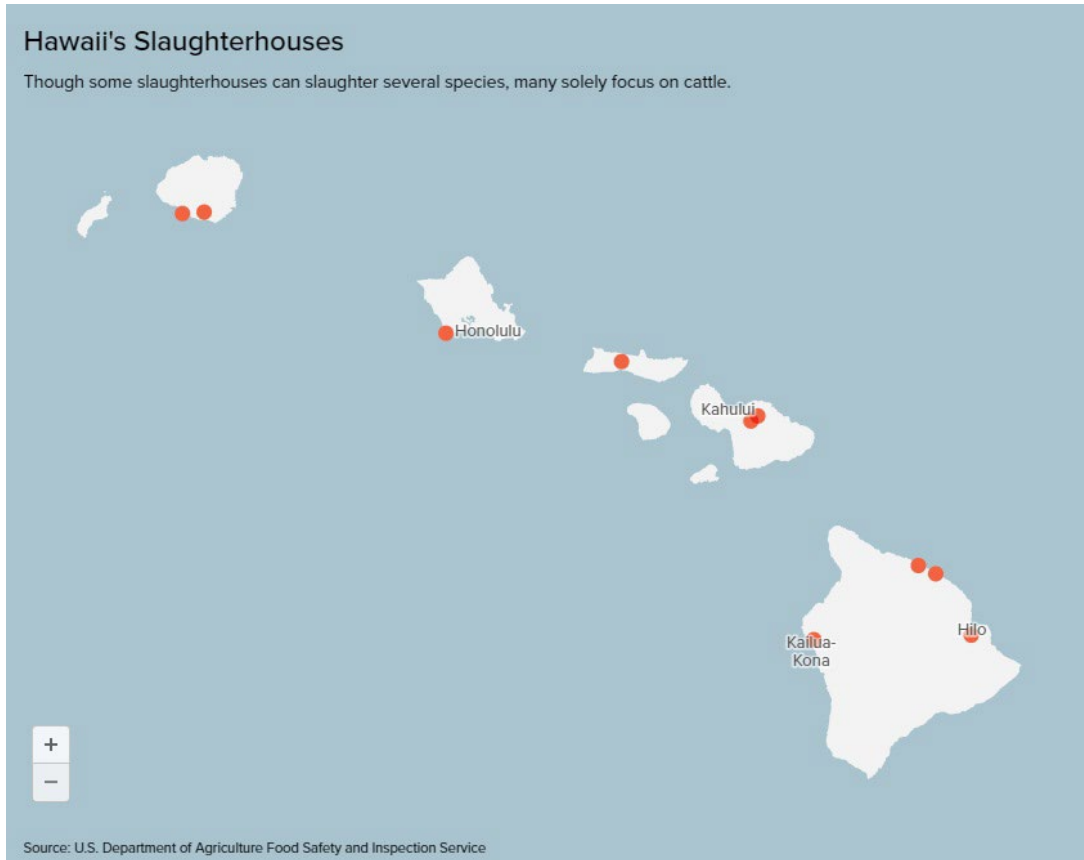 Hawaii's Slaughterhouses
Though some slaughterhouses can slaughter several species, many solely focus on cattle.
Honolulu
Kahului
Hilo
Kailua-
Kona
+
−
Source: U.S. Department of Agriculture Food Safety and Inspection Service